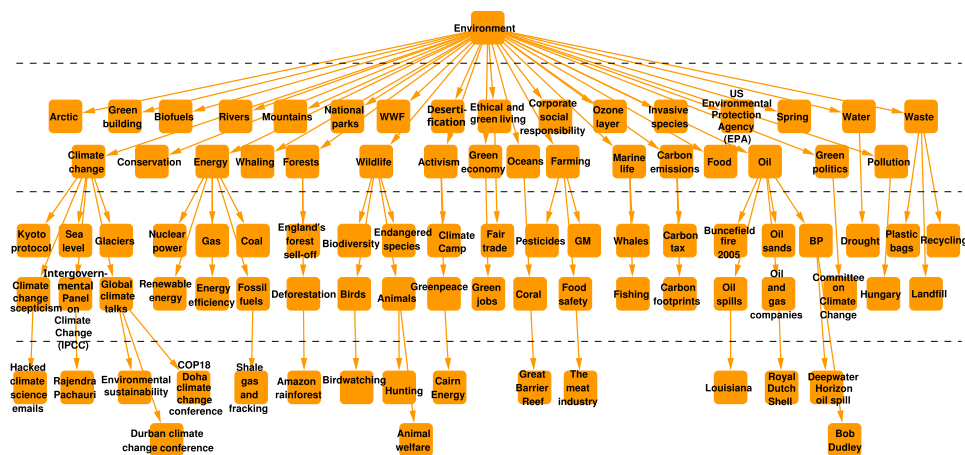 Environment
Arctic
Green
building
Biofuels
Rivers
Mountains
National
parks
WWF
Deserti-
fication
Ethical and
green living
Corporate
social
responsibility
Ozone
layer
Invasive
species
US
Environmental
Protection
Agency
(EPA)
Spring
Water
Waste
Climate
change
Conservation
Energy
Whaling
Forests
Wildlife
Activism
Green
economy
Oceans
Farming
Marine
life
Carbon
emissions
Food
Oil
Green
politics
Pollution
Kyoto
protocol
Sea
level
Glaciers
Nuclear
power
Gas
Coal
England's
forest
sell-off
Biodiversity
Endangered
species
Climate
Camp
Fair
trade
Pesticides
GM
Whales
Carbon
tax
Buncefield
fire
2005
Oil
sands
BP
Drought
Plastic
bags
Recycling
Climate
change
scepticism
Intergovern-
mental
Panel
on
Climate
Change
(IPCC)
Global
climate
talks
Renewable
energy
Energy
efficiency
Fossil
fuels
Deforestation
Birds
Animals
Greenpeace
Green
jobs
Coral
Food
safety
Fishing
Carbon
footprints
Oil
spills
Oil
and
gas
companies
Committee
on
Climate
Change
Hungary
Landfill
Hacked
climate
science
emails
Rajendra
Pachauri
Environmental
sustainability
COP18
Doha
climate
change
conference
Shale
gas
and
fracking
Amazon
rainforest
Birdwatching
Hunting
Cairn
Energy
Great
Barrier
Reef
The
meat
industry
Louisiana
Royal
Dutch
Shell
Deepwater
Horizon
oil spill
Durban climate
change conference
Animal
welfare
Bob
Dudley